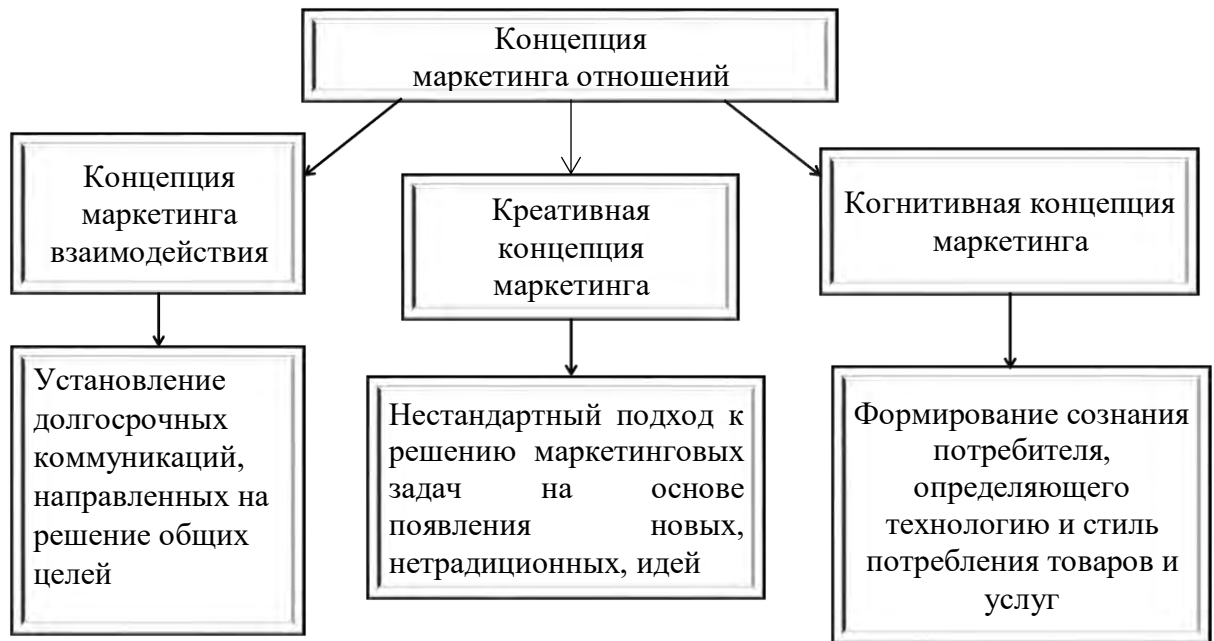 Концепция
маркетинга отношений
Концепция
маркетинга
взаимодействия
Креативная
концепция
маркетинга
Когнитивная концепция
маркетинга
Установление
долгосрочных
коммуникаций,
направленных на
решение общих
целей
Нестандартный подход к
решению маркетинговых
задач на основе
появления новых,
нетрадиционных, идей
Формирование сознания
потребителя,
определяющего
технологию и стиль
потребления товаров и
услуг